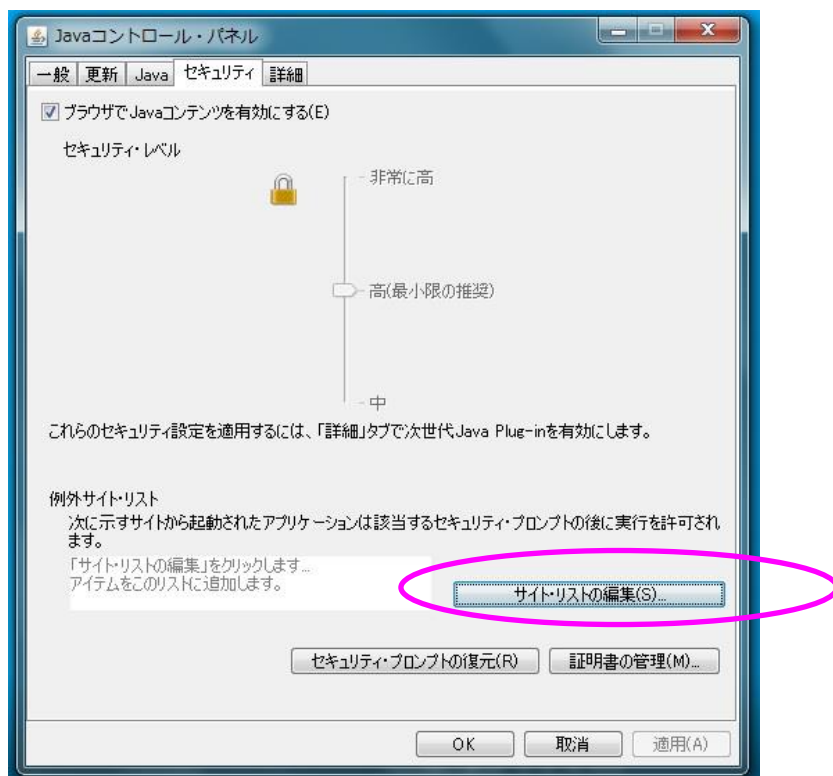 Javaコントロール・パネル
一般 更新 Java セキュリティ 詳細
ブラウザでJavaコンテンツを有効にする(E)
セキュリティ・レベル
非常に高
高(最小限の推奨)
中
これらのセキュリティ設定を適用するには、「詳細」タブで次世代Java Plug-inを有効にします。
例外サイト・リスト
次に示すサイトから起動されたアプリケーションは該当するセキュリティ・プロンプトの後に実行を許可され
ます。
「サイト・リストの編集」をクリックします...
アイテムをこのリストに追加します。
サイト・リストの編集(S)...
セキュリティ・プロンプトの復元(R) 証明書の管理(M)...
OK 取消 適用(A)